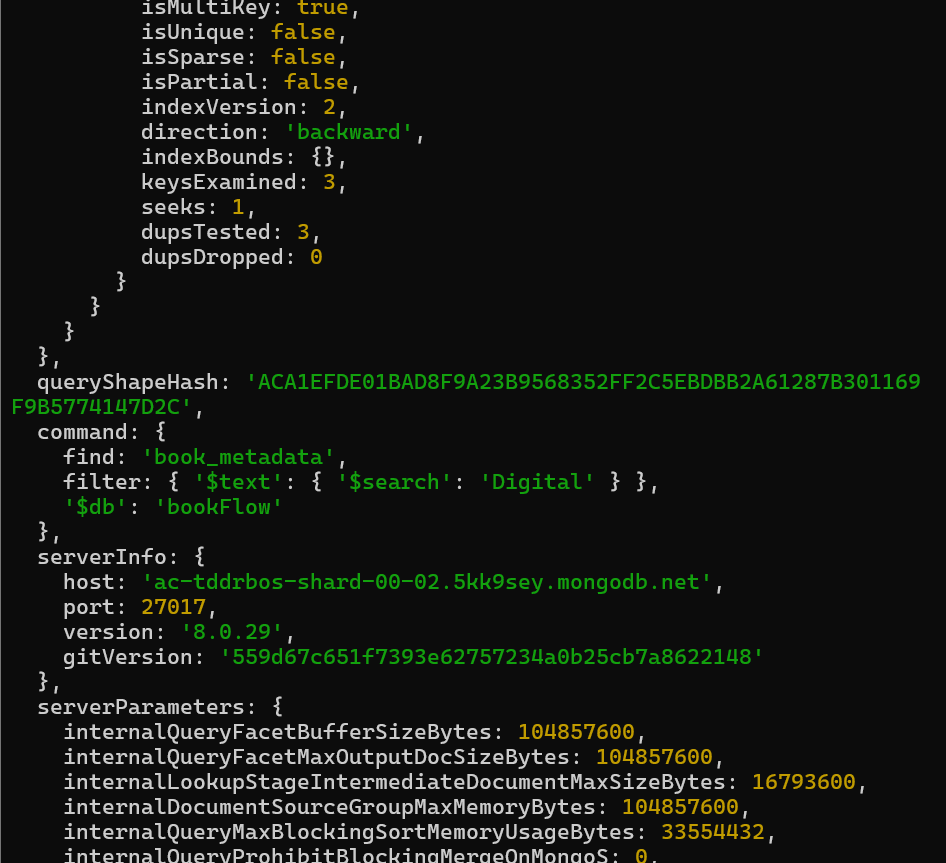 isMultiKey: true,
isUnique: false,
isSparse: false,
isPartial: false,
indexVersion: 2,
direction: 'backward',
indexBounds: {},
keysExamined: 3,
seeks: 1,
dupsTested: 3,
dupsDropped: 0
}
}
}
},
queryShapeHash: 'ACA1EFDE01BAD8F9A23B9568352FF2C5EBDBB2A61287B301169
F9B5774147D2C',
command: {
find: 'book_metadata',
filter: { '$text': { '$search': 'Digital' } },
'$db': 'bookFlow'
},
serverInfo: {
host: 'ac-tddrbos-shard-00-02.5kk9sey.mongodb.net',
port: 27017,
version: '8.0.29',
gitVersion: '559d67c651f7393e62757234a0b25cb7a8622148'
},
serverParameters: {
internalQueryFacetBufferSizeBytes: 104857600,
internalQueryFacetMaxOutputDocSizeBytes: 104857600,
internalLookupStageIntermediateDocumentMaxSizeBytes: 16793600,
internalDocumentSourceGroupMaxMemoryBytes: 104857600,
internalQueryMaxBlockingSortMemoryUsageBytes: 33554432,
internalQueryProhibitBlockingMergeOnMongoS: 0,